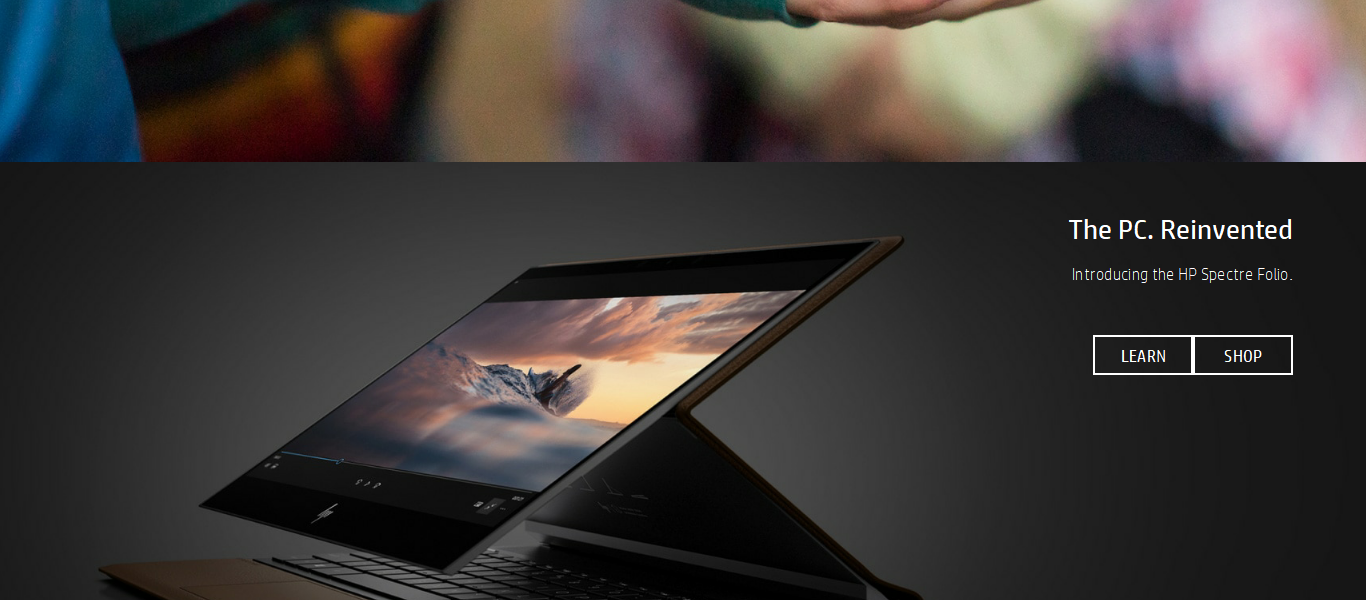 The PC. Reinvented
Introducing the HP Spectre Folio.
LEARN
SHOP